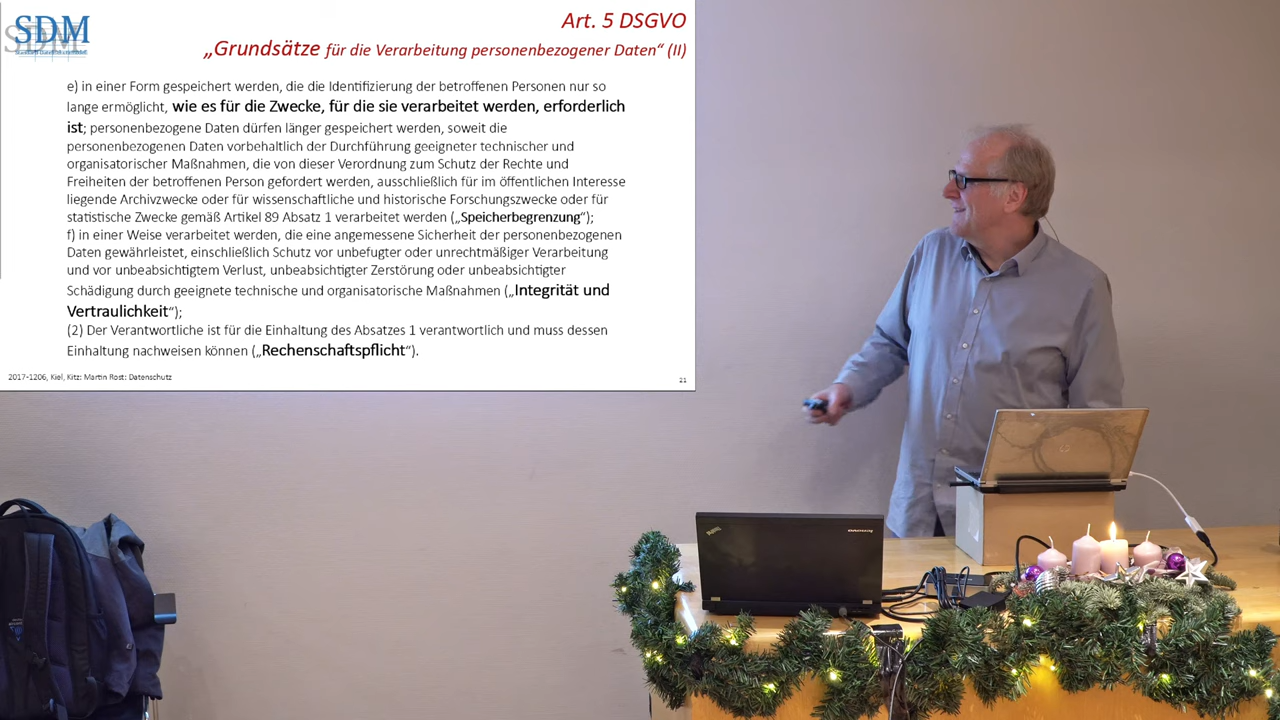 SDM
Art. 5 DSGVO
„Grundsätze für die Verarbeitung personenbezogener Daten“ (II)
e) in einer Form gespeichert werden, die die Identifizierung der betroffenen Personen nur so
lange ermöglicht, wie es für die Zwecke, für die sie verarbeitet werden, erforderlich
ist; personenbezogene Daten dürfen länger gespeichert werden, soweit die
personenbezogenen Daten vorbehaltlich der Durchführung geeigneter technischer und
organisatorischer Maßnahmen, die von dieser Verordnung zum Schutz der Rechte und
Freiheiten der betroffenen Person gefordert werden, ausschließlich für im öffentlichen Interesse
liegende Archivzwecke oder für wissenschaftliche und historische Forschungszwecke oder für
statistische Zwecke gemäß Artikel 89 Absatz 1 verarbeitet werden („Speicherbegrenzung“);
f) in einer Weise verarbeitet werden, die eine angemessene Sicherheit der personenbezogenen
Daten gewährleistet, einschließlich Schutz vor unbefugter oder unrechtmäßiger Verarbeitung
und vor unbeabsichtigtem Verlust, unbeabsichtigter Zerstörung oder unbeabsichtigter
Schädigung durch geeignete technische und organisatorische Maßnahmen („Integrität und
Vertraulichkeit“);
(2) Der Verantwortliche ist für die Einhaltung des Absatzes 1 verantwortlich und muss dessen
Einhaltung nachweisen können („Rechenschaftspflicht“).
2017-1206, Kiel, Kitz: Martin Rost: Datenschutz
21